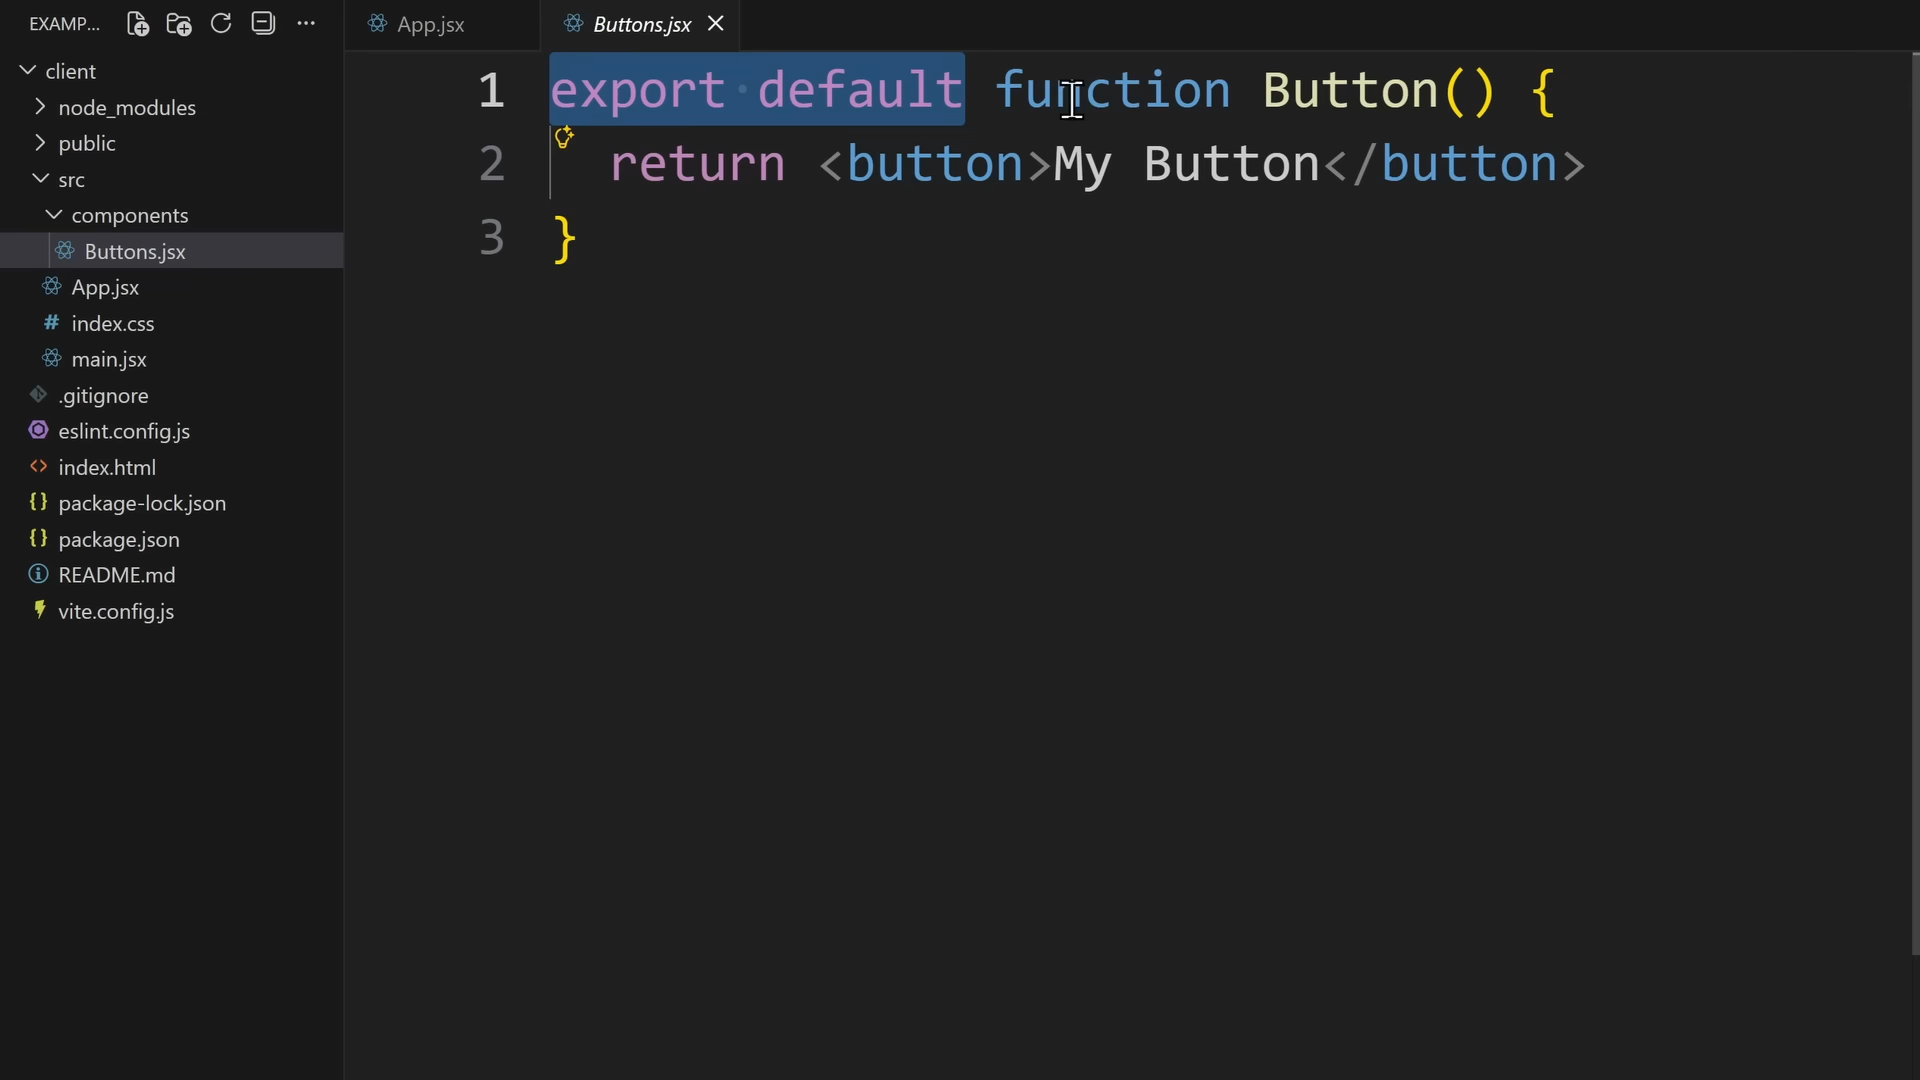 EXAMP...
client
node_modules
public
src
components
Buttons.jsx
App.jsx
index.css
main.jsx
.gitignore
eslint.config.js
index.html
package-lock.json
package.json
README.md
vite.config.js
App.jsx
Buttons.jsx
1 export default function Button() {
2 return <button>My Button</button>
3 }